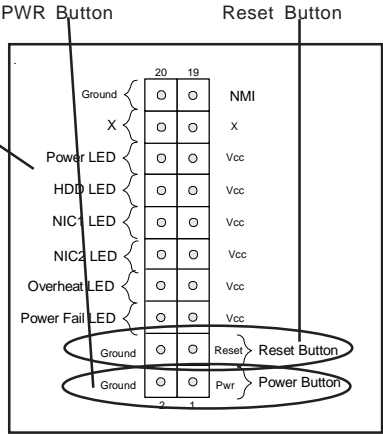 PWR Button Reset Button
20 19
Ground NMI
X X
Power LED Vcc
HDD LED Vcc
NIC1 LED Vcc
NIC2 LED Vcc
Overheat LED Vcc
Power Fail LED Vcc
Ground Reset Reset Button
Ground Pwr Power Button
2 1